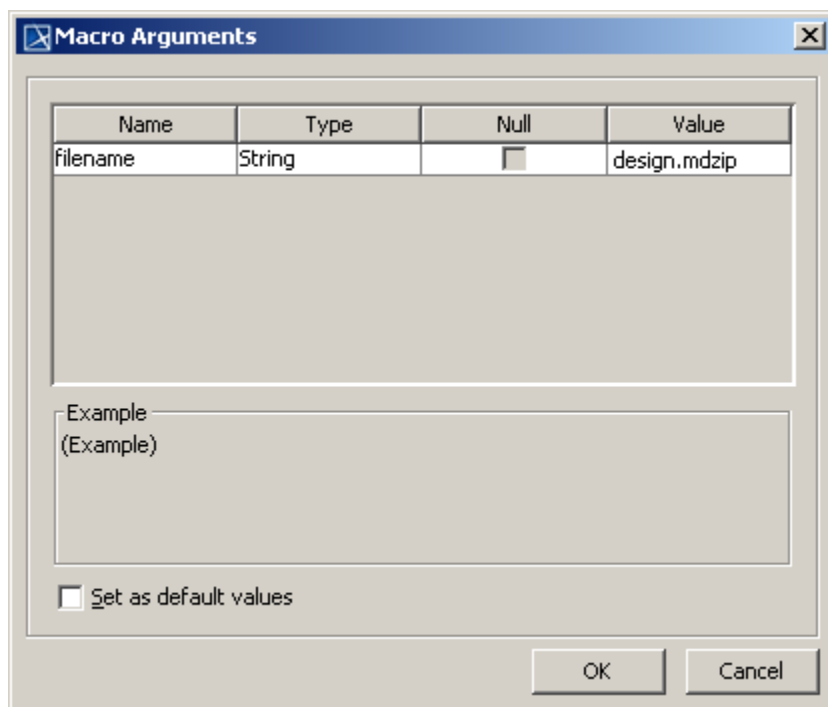 Macro Arguments
Name Type Null Value
filename String design.mdzip
Example
(Example)
Set as default values
OK Cancel